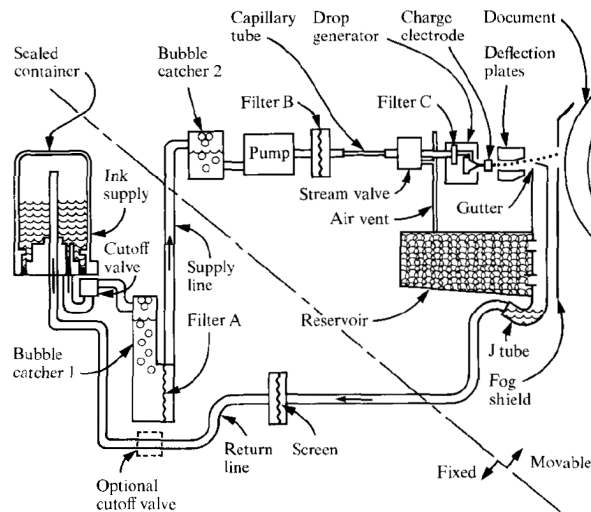 Sealed
container
Bubble
catcher 2
Capillary
tube
Drop
generator
Charge
electrode
Document
Deflection
plates
Filter B
Filter C
Pump
Ink
supply
Stream valve
Air vent
Gutter
Cutoff
valve
Supply
line
Filter A
Reservoir
Bubble
catcher 1
J tube
Fog
shield
Return
line
Screen
Optional
cutoff valve
Fixed
Movable